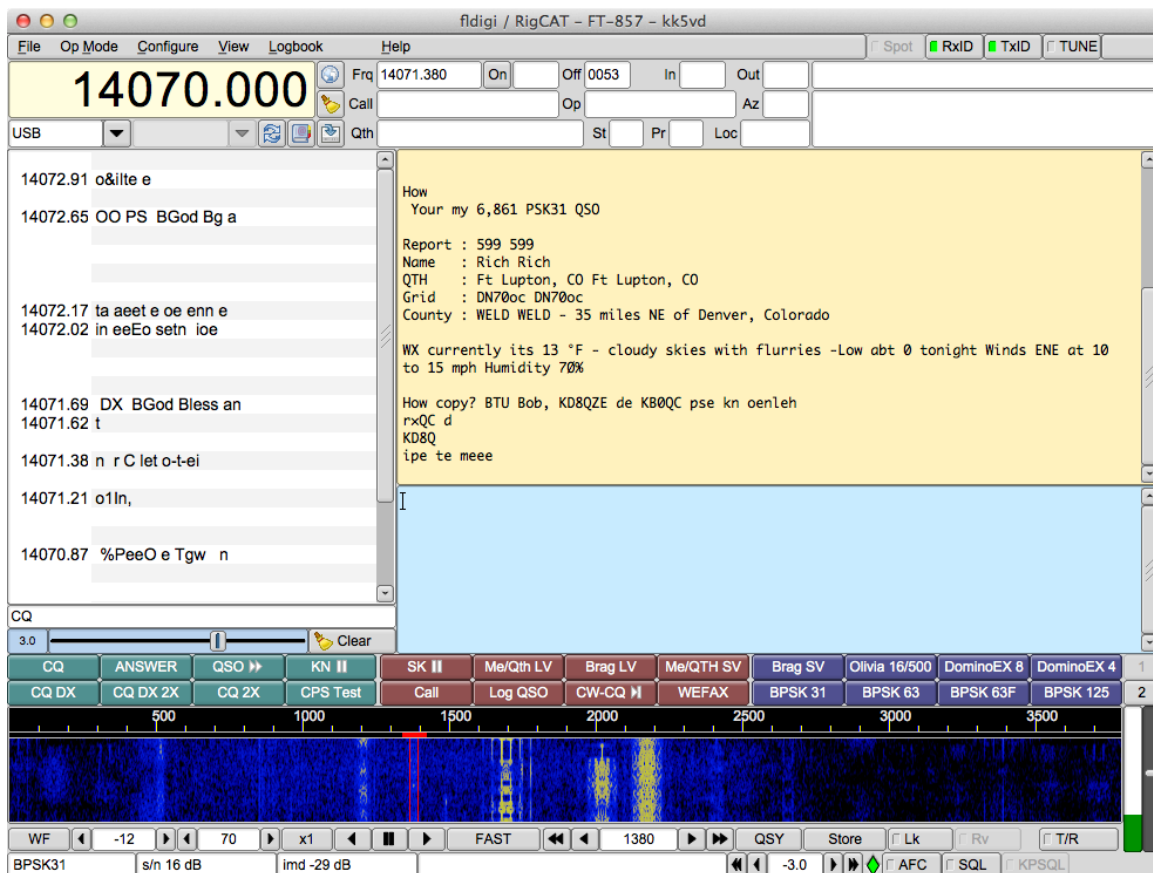 fldigi / RigCAT - FT-857 - kk5vd
File Op Mode Configure View Logbook Help Spot RxID TxID TUNE
14070.000 Frq 14071.380 On Off 0053 In Out
Call Op Az
USB Qth St Pr Loc
14072.91 o&ilte e
14072.65 OO PS BGod Bg a
14072.17 ta aeet e oe enn e
14072.02 in eeEo setn ioe
14071.69 DX BGod Bless an
14071.62 t
14071.38 n r C let o-t-ei
14071.21 o1In,
14070.87 %PeeO e Tgw n
CQ
3.0 Clear
How
Your my 6,861 PSK31 QSO
Report : 599 599
Name : Rich Rich
QTH : Ft Lupton, CO Ft Lupton, CO
Grid : DN70oc DN70oc
County : WELD WELD - 35 miles NE of Denver, Colorado
WX currently its 13 °F - cloudy skies with flurries -Low abt 0 tonight Winds ENE at 10
to 15 mph Humidity 70%
How copy? BTU Bob, KD8QZE de KB0QC pse kn oenleh
rxQC d
KD8Q
ipe te meee
CQ ANSWER QSO KN SK Me/Qth LV Brag LV Me/QTH SV Brag SV Olivia 16/500 DominoEX 8 DominoEX 4 1
CQ DX CQ DX 2X CQ 2X CPS Test Call Log QSO CW-CQ WEFAX BPSK 31 BPSK 63 BPSK 63F BPSK 125 2
500 1000 1500 2000 2500 3000 3500
WF -12 70 x1 FAST 1380 QSY Store Lk Rv T/R
BPSK31 s/n 16 dB imd -29 dB -3.0 AFC SQL KPSQL